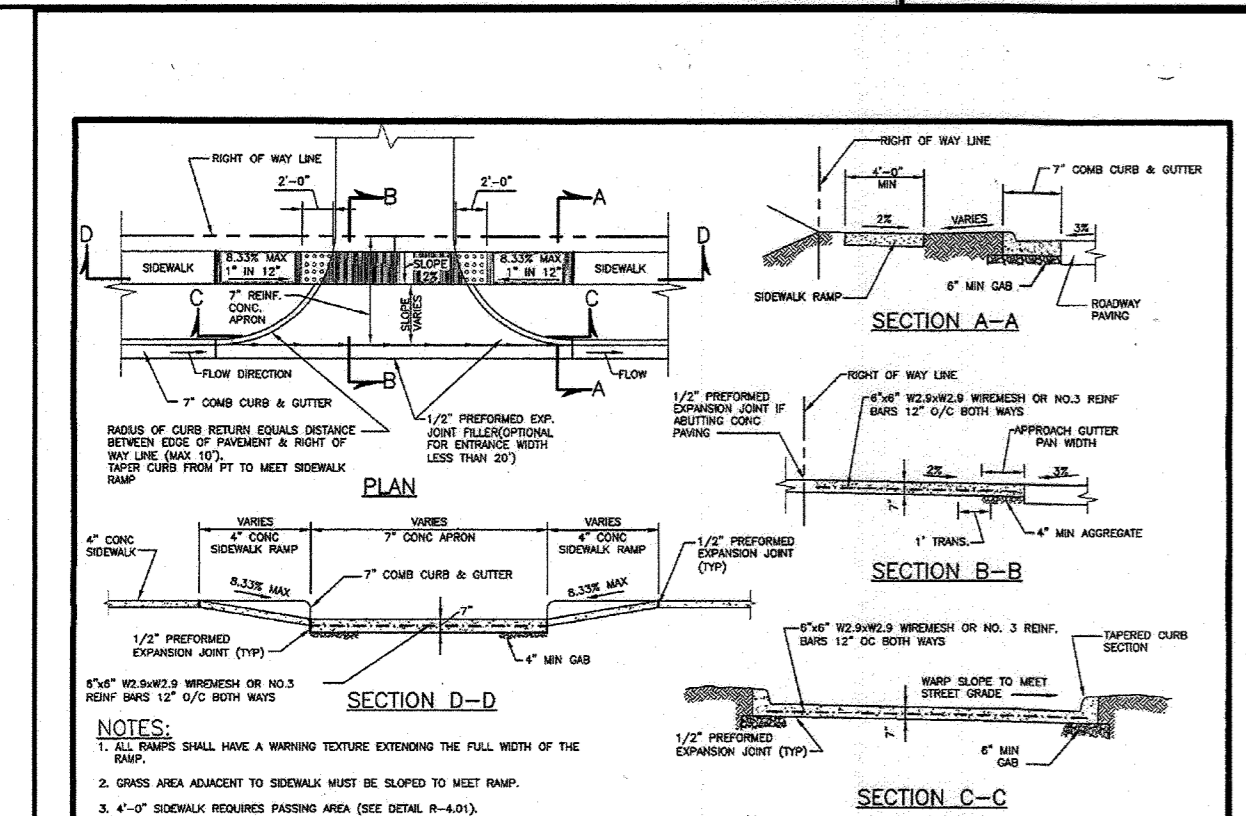 RIGHT OF WAY LINE
2'-0"
2'-0"
B
A
D
D
SIDEWALK
8.33% MAX
1" IN 12"
SLOPE
2%
8.33% MAX
1" IN 12"
SIDEWALK
C
7" REINF.
CONC.
APRON
SLOPE
VARIES
C
FLOW DIRECTION
B
A
FLOW
7" COMB CURB & GUTTER
RADIUS OF CURB RETURN EQUALS DISTANCE
BETWEEN EDGE OF PAVEMENT & RIGHT OF
WAY LINE (MAX 10').
TAPER CURB FROM PT TO MEET SIDEWALK
RAMP
1/2" PREFORMED EXP.
JOINT FILLER(OPTIONAL
FOR ENTRANCE WIDTH
LESS THAN 20')
PLAN
RIGHT OF WAY LINE
4'-0"
MIN
7" COMB CURB & GUTTER
2%
VARIES
3%
SIDEWALK RAMP
6" MIN GAB
ROADWAY
PAVING
SECTION A-A
RIGHT OF WAY LINE
1/2" PREFORMED
EXPANSION JOINT IF
ABUTTING CONC
PAVING
6"x6" W2.9xW2.9 WIREMESH OR NO.3 REINF
BARS 12" O/C BOTH WAYS
APPROACH GUTTER
PAN WIDTH
2%
3%
7"
1' TRANS.
4" MIN AGGREGATE
SECTION B-B
VARIES
VARIES
VARIES
4" CONC
SIDEWALK
4" CONC
SIDEWALK RAMP
7" CONC APRON
4" CONC
SIDEWALK RAMP
1/2" PREFORMED
EXPANSION JOINT
(TYP)
8.33% MAX
7" COMB CURB & GUTTER
8.33% MAX
7"
1/2" PREFORMED
EXPANSION JOINT (TYP)
4" MIN GAB
6"x6" W2.9xW2.9 WIREMESH OR NO.3
REINF BARS 12" O/C BOTH WAYS
SECTION D-D
6"x6" W2.9xW2.9 WIREMESH OR NO. 3 REINF.
BARS 12" OC BOTH WAYS
TAPERED CURB
SECTION
WARP SLOPE TO MEET
STREET GRADE
1/2" PREFORMED
EXPANSION JOINT (TYP)
7"
6" MIN
GAB
SECTION C-C
NOTES:
1. ALL RAMPS SHALL HAVE A WARNING TEXTURE EXTENDING THE FULL WIDTH OF THE
RAMP.
2. GRASS AREA ADJACENT TO SIDEWALK MUST BE SLOPED TO MEET RAMP.
3. 4'-0" SIDEWALK REQUIRES PASSING AREA (SEE DETAIL R-4.01).